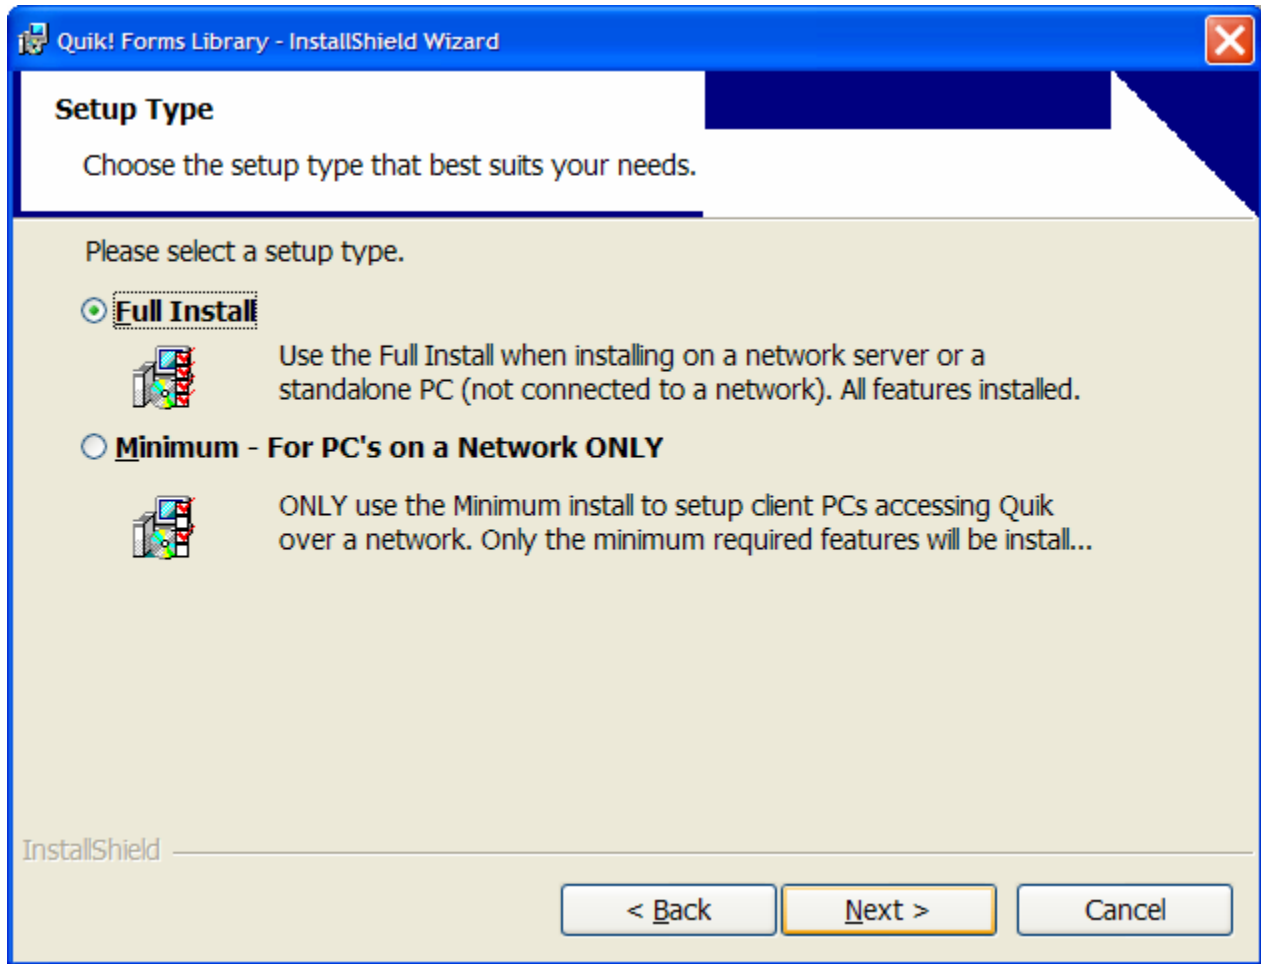 Quik! Forms Library - InstallShield Wizard
Setup Type
Choose the setup type that best suits your needs.
Please select a setup type.
Full Install
Use the Full Install when installing on a network server or a
standalone PC (not connected to a network). All features installed.
Minimum - For PC's on a Network ONLY
ONLY use the Minimum install to setup client PCs accessing Quik
over a network. Only the minimum required features will be install...
InstallShield
< Back
Next >
Cancel